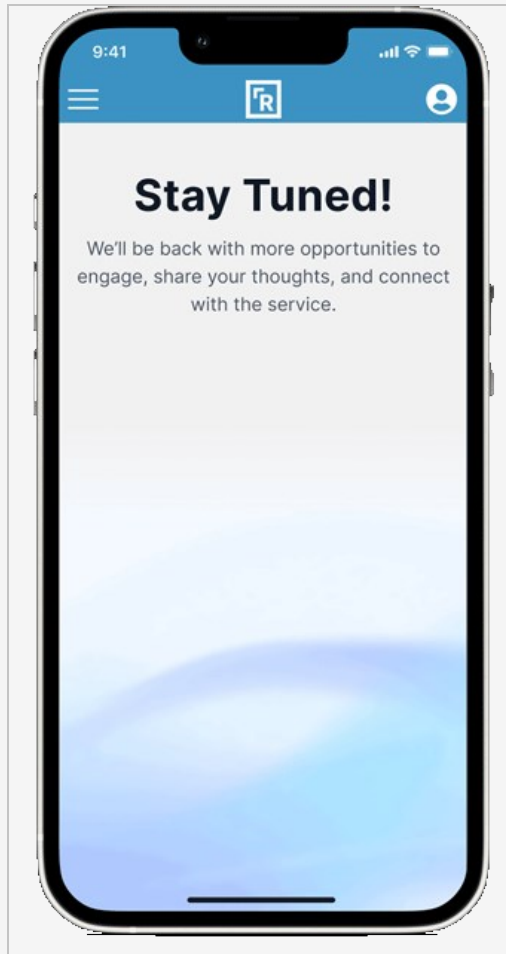 9:41
R
Stay Tuned!
We’ll be back with more opportunities to
engage, share your thoughts, and connect
with the service.